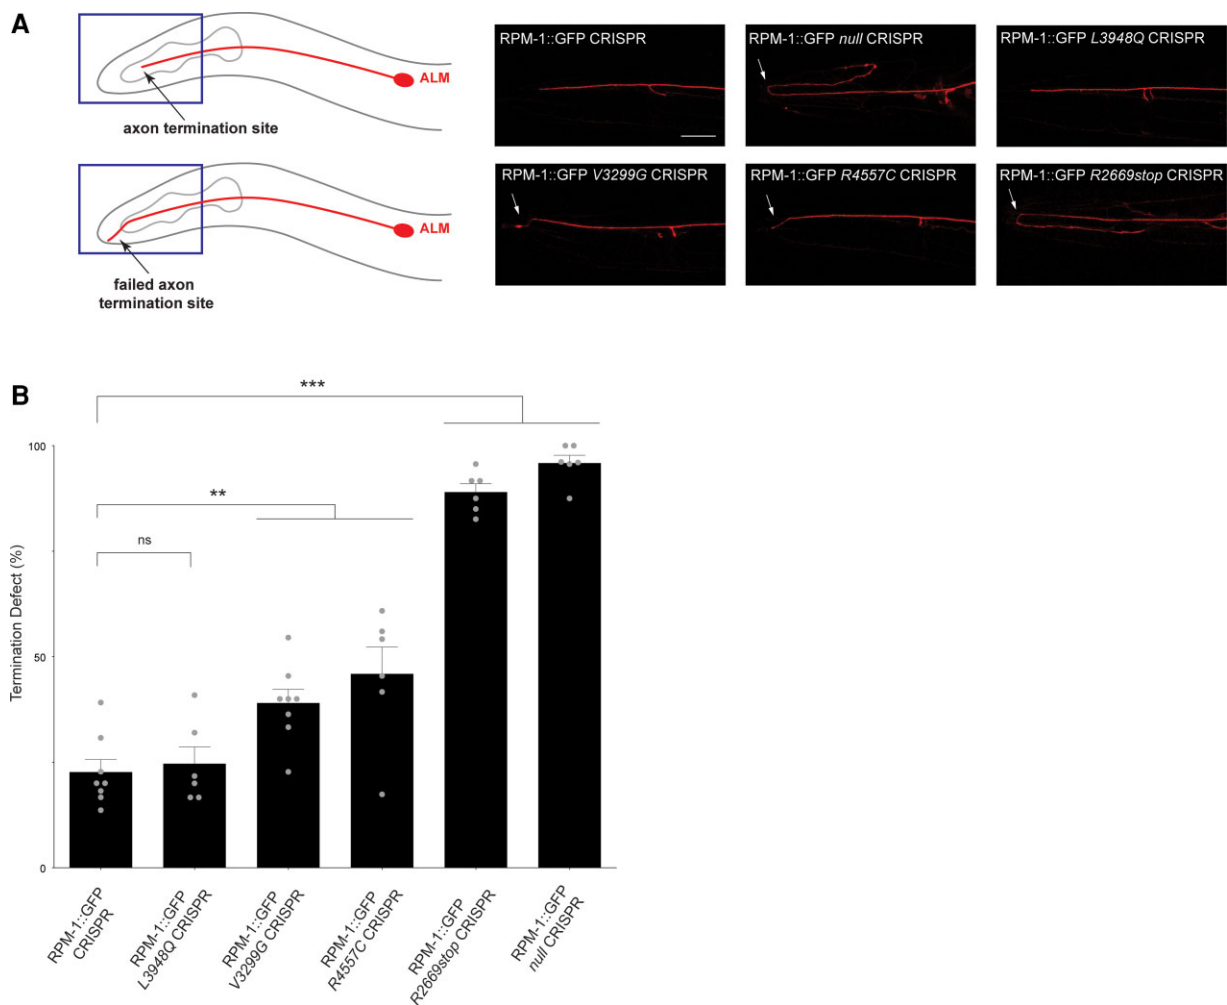 A
ALM
axon termination site
ALM
failed axon
termination site
RPM-1::GFP CRISPR
RPM-1::GFP null CRISPR
RPM-1::GFP L3948Q CRISPR
RPM-1::GFP V3299G CRISPR
RPM-1::GFP R4557C CRISPR
RPM-1::GFP R2669stop CRISPR
B
***
**
ns
Termination Defect (%)
100
50
0
RPM-1::GFP
CRISPR
RPM-1::GFP
L3948Q CRISPR
RPM-1::GFP
V3299G CRISPR
RPM-1::GFP
R4557C CRISPR
RPM-1::GFP
R2669stop CRISPR
RPM-1::GFP
null CRISPR